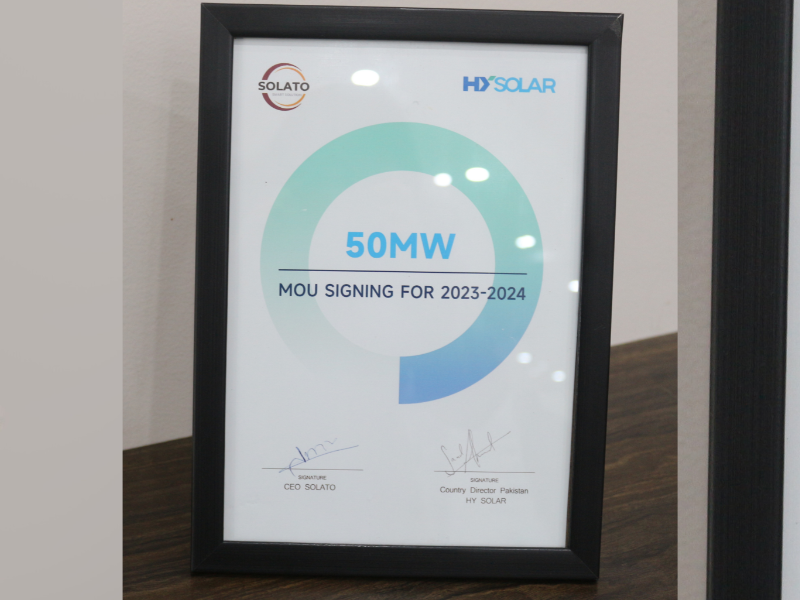 SOLATO
HY SOLAR
50MW
MOU SIGNING FOR 2023-2024
SIGNATURE
CEO SOLATO
SIGNATURE
Country Director Pakistan
HY SOLAR